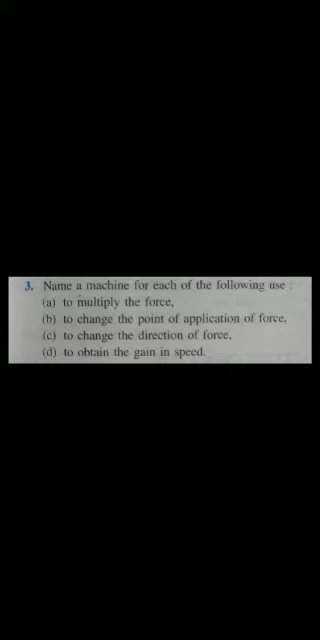 3. Name a machine for each of the following use :
(a) to multiply the force,
(b) to change the point of application of force,
(c) to change the direction of force,
(d) to obtain the gain in speed.